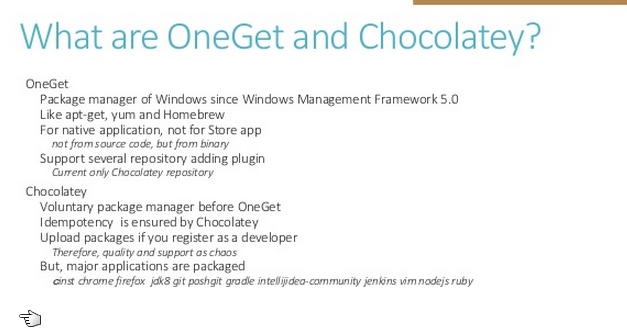 What are OneGet and Chocolatey?
OneGet
Package manager of Windows since Windows Management Framework 5.0
Like apt-get, yum and Homebrew
For native application, not for Store app
not from source code, but from binary
Support several repository adding plugin
Current only Chocolatey repository
Chocolatey
Voluntary package manager before OneGet
Idempotency is ensured by Chocolatey
Upload packages if you register as a developer
Therefore, quality and support as chaos
But, major applications are packaged
cinst chrome firefox jdk8 git poshgit gradle intellijidea-community jenkins vim nodejs ruby